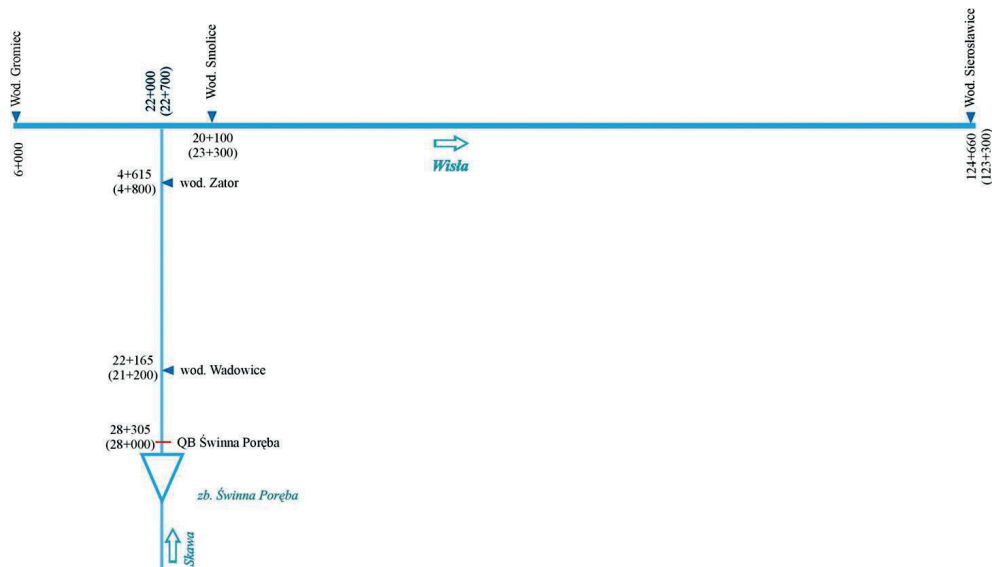 Wod. Gromiec
22+000
(22+700)
Wod. Smolice
Wod. Sierosławice
6+000
20+100
(23+300)
Wisła
124+660
(123+300)
4+615
(4+800)
wod. Zator
22+165
(21+200)
wod. Wadowice
28+305
(28+000)
QB Świnna Poręba
zb. Świnna Poręba
Skawa